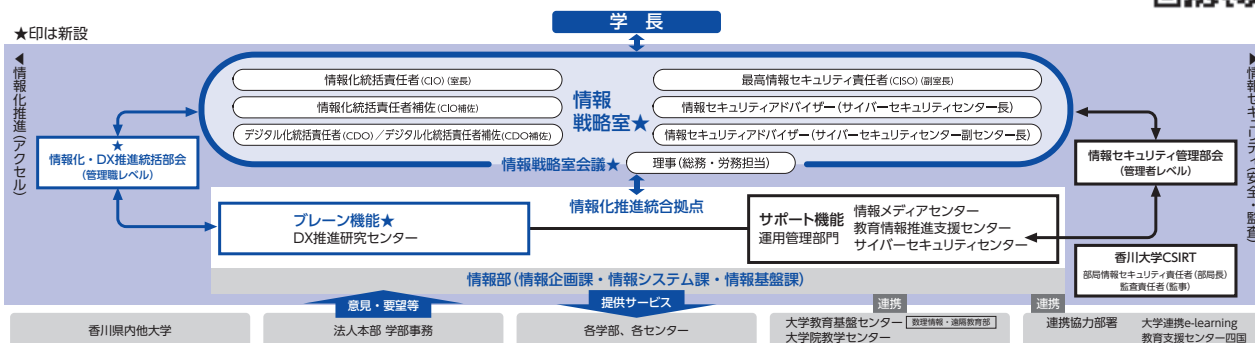 学 長
★印は新設
◀情報化推進(アクセル)
▶情報セキュリティ(安全・監査)
情報化統括責任者(CIO)(室長)
情報化統括責任者補佐(CIO補佐)
デジタル化統括責任者(CDO)／デジタル化統括責任者補佐(CDO補佐)
情報
戦略室★
最高情報セキュリティ責任者(CISO)(副室長)
情報セキュリティアドバイザー(サイバーセキュリティセンター長)
情報セキュリティアドバイザー(サイバーセキュリティセンター副センター長)
情報戦略室会議★
理事(総務・労務担当)
★
情報化・DX推進統括部会
(管理職レベル)
情報セキュリティ管理部会
(管理者レベル)
情報化推進統合拠点
ブレーン機能★
DX推進研究センター
サポート機能
運用管理部門
情報メディアセンター
教育情報推進支援センター
サイバーセキュリティセンター
香川大学CSIRT
部局情報セキュリティ責任者(部局長)
監査責任者(監事)
情報部(情報企画課・情報システム課・情報基盤課)
意見・要望等
提供サービス
連携
連携
香川県内他大学
法人本部 学部事務
各学部、各センター
大学教育基盤センター 数理情報・遠隔教育部
大学院教学センター
連携協力部署
大学連携e-learning
教育支援センター四国